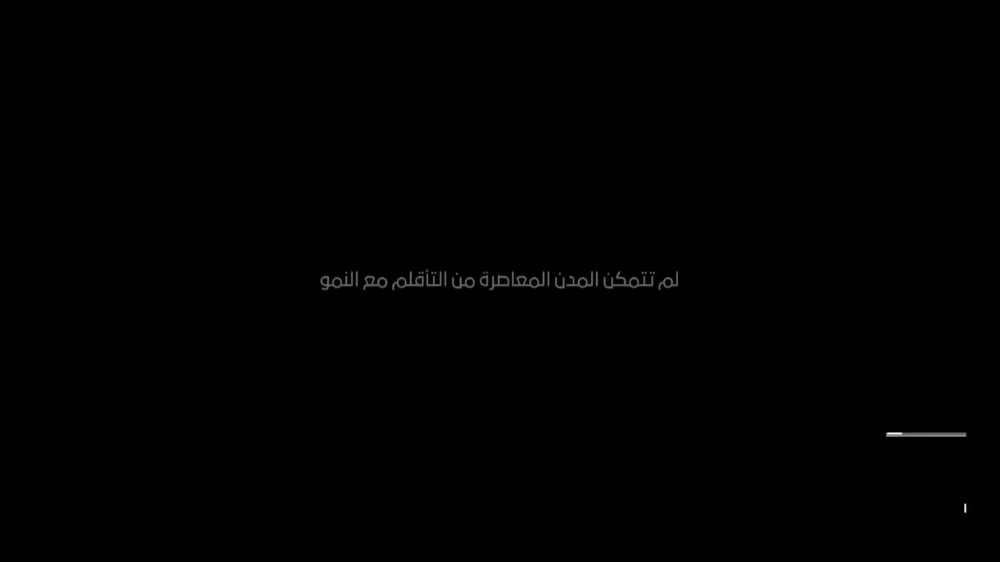 لم تتمكن المدن المعاصرة من التأقلم مع النمو
ا